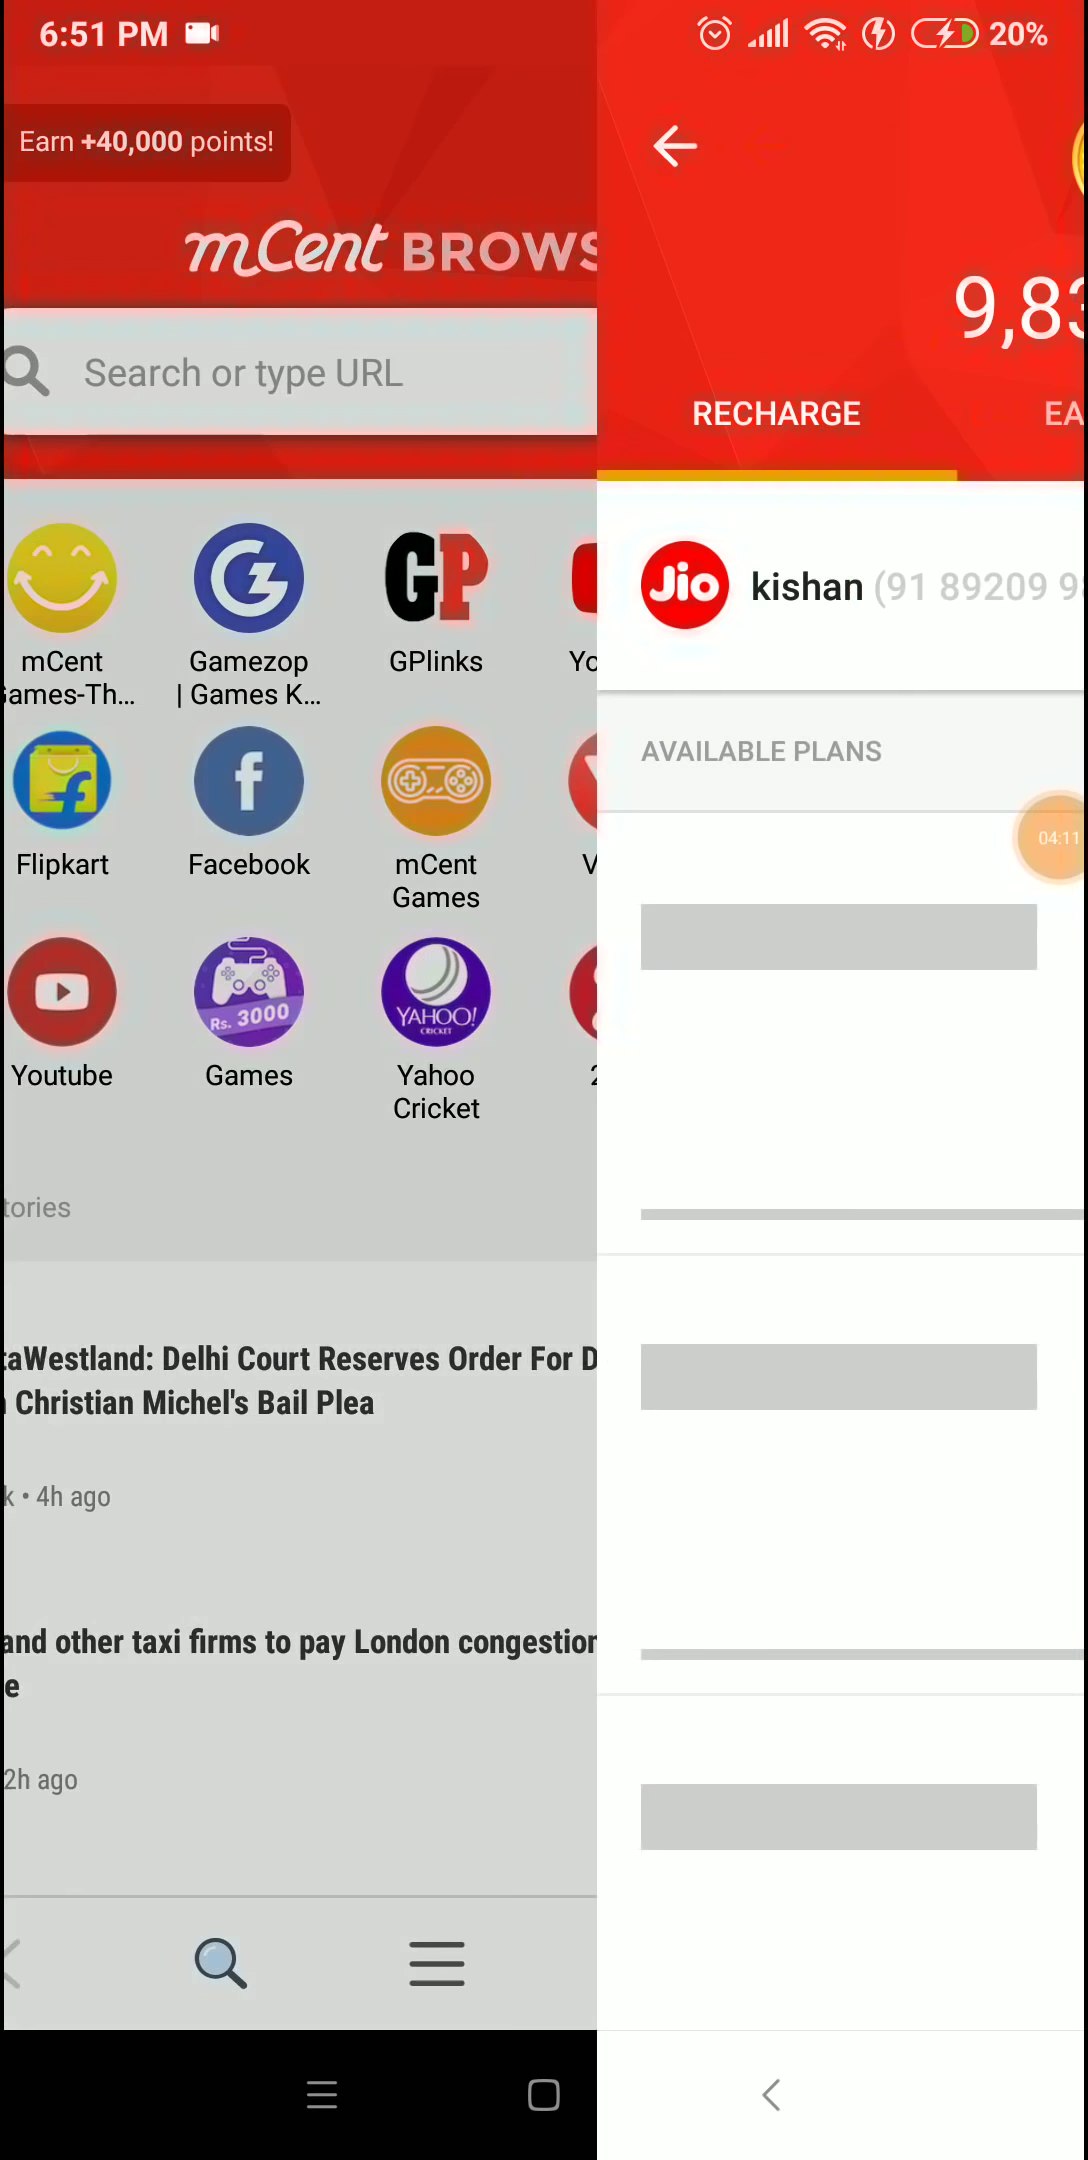 6:51 PM
20%
Earn +40,000 points!
mCent BROWS
9,83
Search or type URL
RECHARGE
EA
Jio kishan (91 89209 9
mCent
Games-Th...
Gamezop
| Games K...
GP
GPlinks
Yo
AVAILABLE PLANS
04:11
Flipkart
Facebook
mCent
Games
V
Rs. 3000
YAHOO!
CRICKET
Youtube
Games
Yahoo
Cricket
2
tories
taWestland: Delhi Court Reserves Order For D
n Christian Michel's Bail Plea
k • 4h ago
and other taxi firms to pay London congestion
e
2h ago